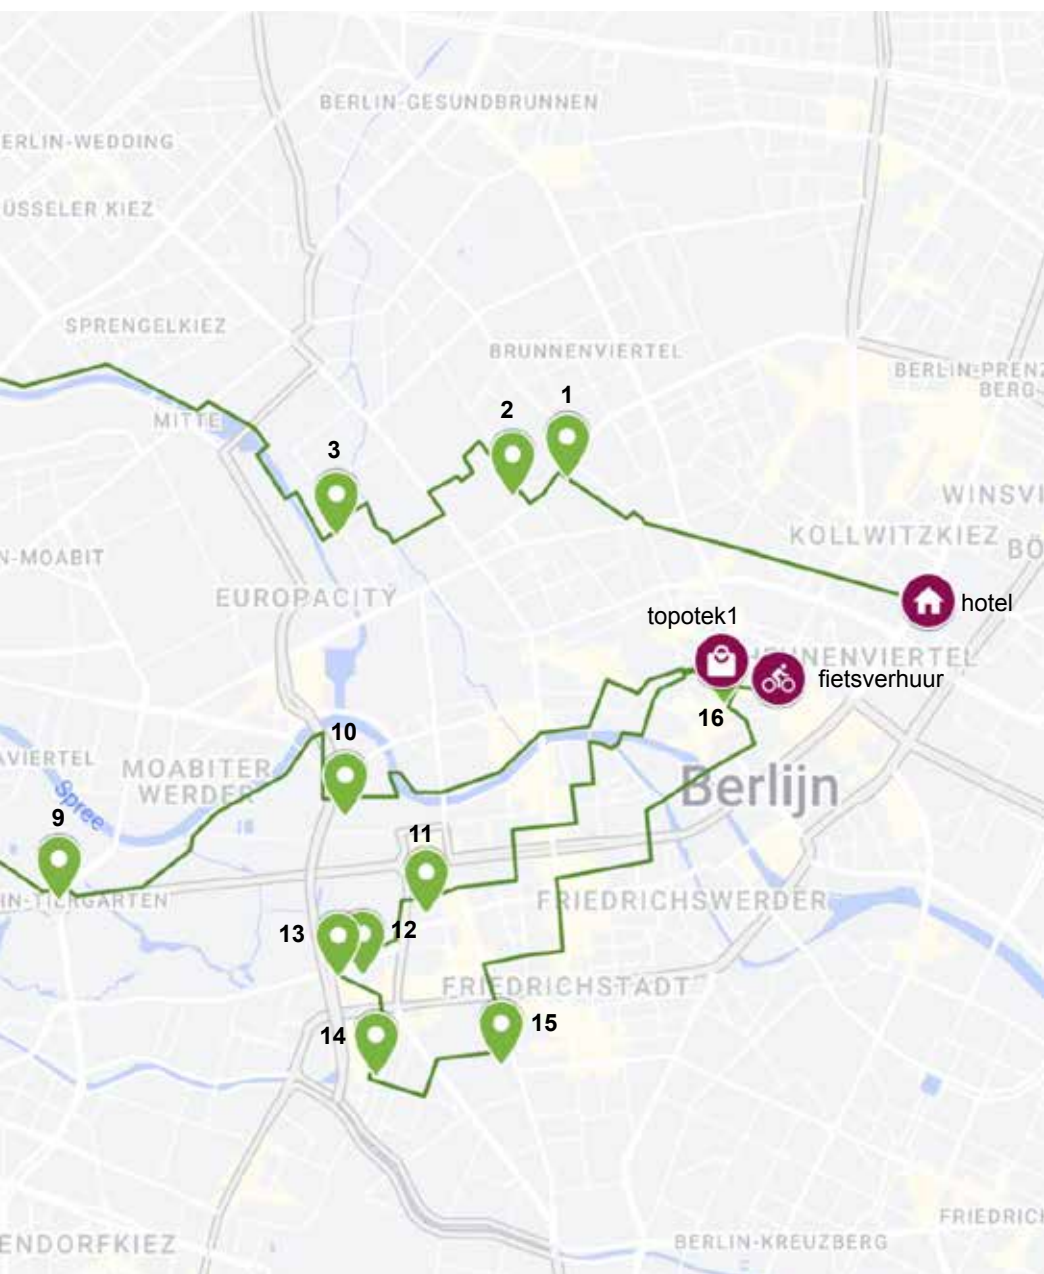 BERLIN-GESUNDBRUNNEN
ERLIN-WEDDING
ÜSSELER KIEZ
SPRENGELKIEZ
BRUNNENVIERTEL
BERLIN-PRENZ
BERG-
MITTE
1
2
3
WINSVI
KOLLWITZKIEZ
BÖ
N-MOABIT
EUROPACITY
hotel
topotek1
NENVIERTEL
fietsverhuur
16
10
AVIERTEL
MOABITER
WERDER
Berlijn
Spree
9
11
IN-TIERGARTEN
FRIEDRICHSWERDER
13
12
FRIEDRICHSTADT
14
15
FRIEDRICH
ENDORFKIEZ
BERLIN-KREUZBERG